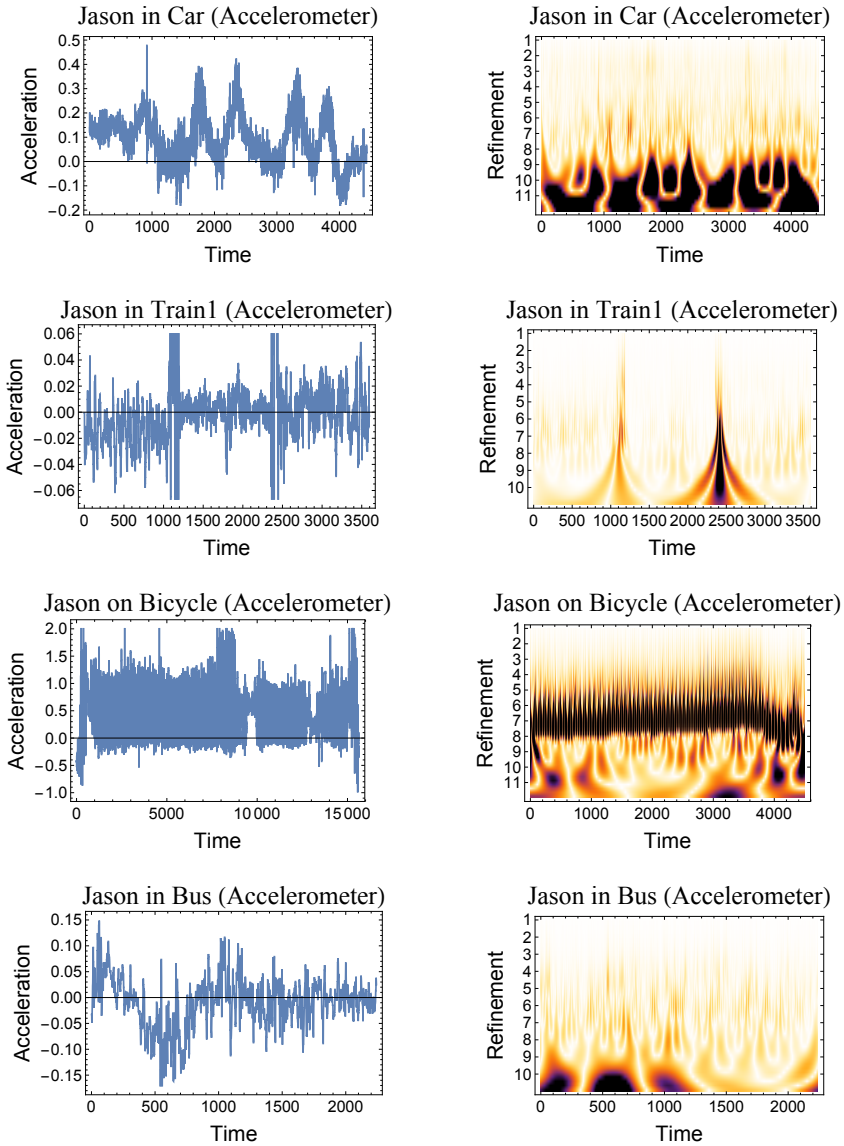 Jason in Car (Accelerometer)
Acceleration
0.5
0.4
0.3
0.2
0.1
0.0
−0.1
−0.2
0 1000 2000 3000 4000
Time
Jason in Car (Accelerometer)
Refinement
1
2
3
4
5
6
7
8
9
10
11
0 1000 2000 3000 4000
Time
Jason in Train1 (Accelerometer)
Acceleration
0.06
0.04
0.02
0.00
−0.02
−0.04
−0.06
0 500 1000 1500 2000 2500 3000 3500
Time
Jason in Train1 (Accelerometer)
Refinement
1
2
3
4
5
6
7
8
9
10
0 500 1000 1500 2000 2500 3000 3500
Time
Jason on Bicycle (Accelerometer)
Acceleration
2.0
1.5
1.0
0.5
0.0
−0.5
−1.0
0 5000 10000 15000
Time
Jason on Bicycle (Accelerometer)
Refinement
1
2
3
4
5
6
7
8
9
10
11
0 1000 2000 3000 4000
Time
Jason in Bus (Accelerometer)
Acceleration
0.15
0.10
0.05
0.00
−0.05
−0.10
−0.15
0 500 1000 1500 2000
Time
Jason in Bus (Accelerometer)
Refinement
1
2
3
4
5
6
7
8
9
10
0 500 1000 1500 2000
Time